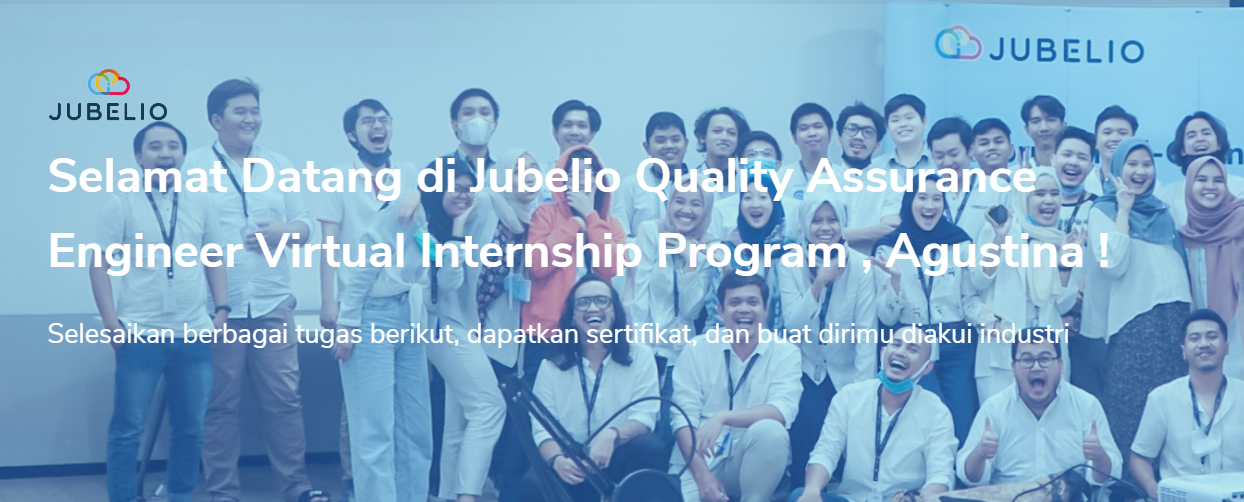 JUBELIO
JUBELIO
Selamat Datang di Jubelio Quality Assurance
Engineer Virtual Internship Program , Agustina !
Selesaikan berbagai tugas berikut, dapatkan sertifikat, dan buat dirimu diakui industri